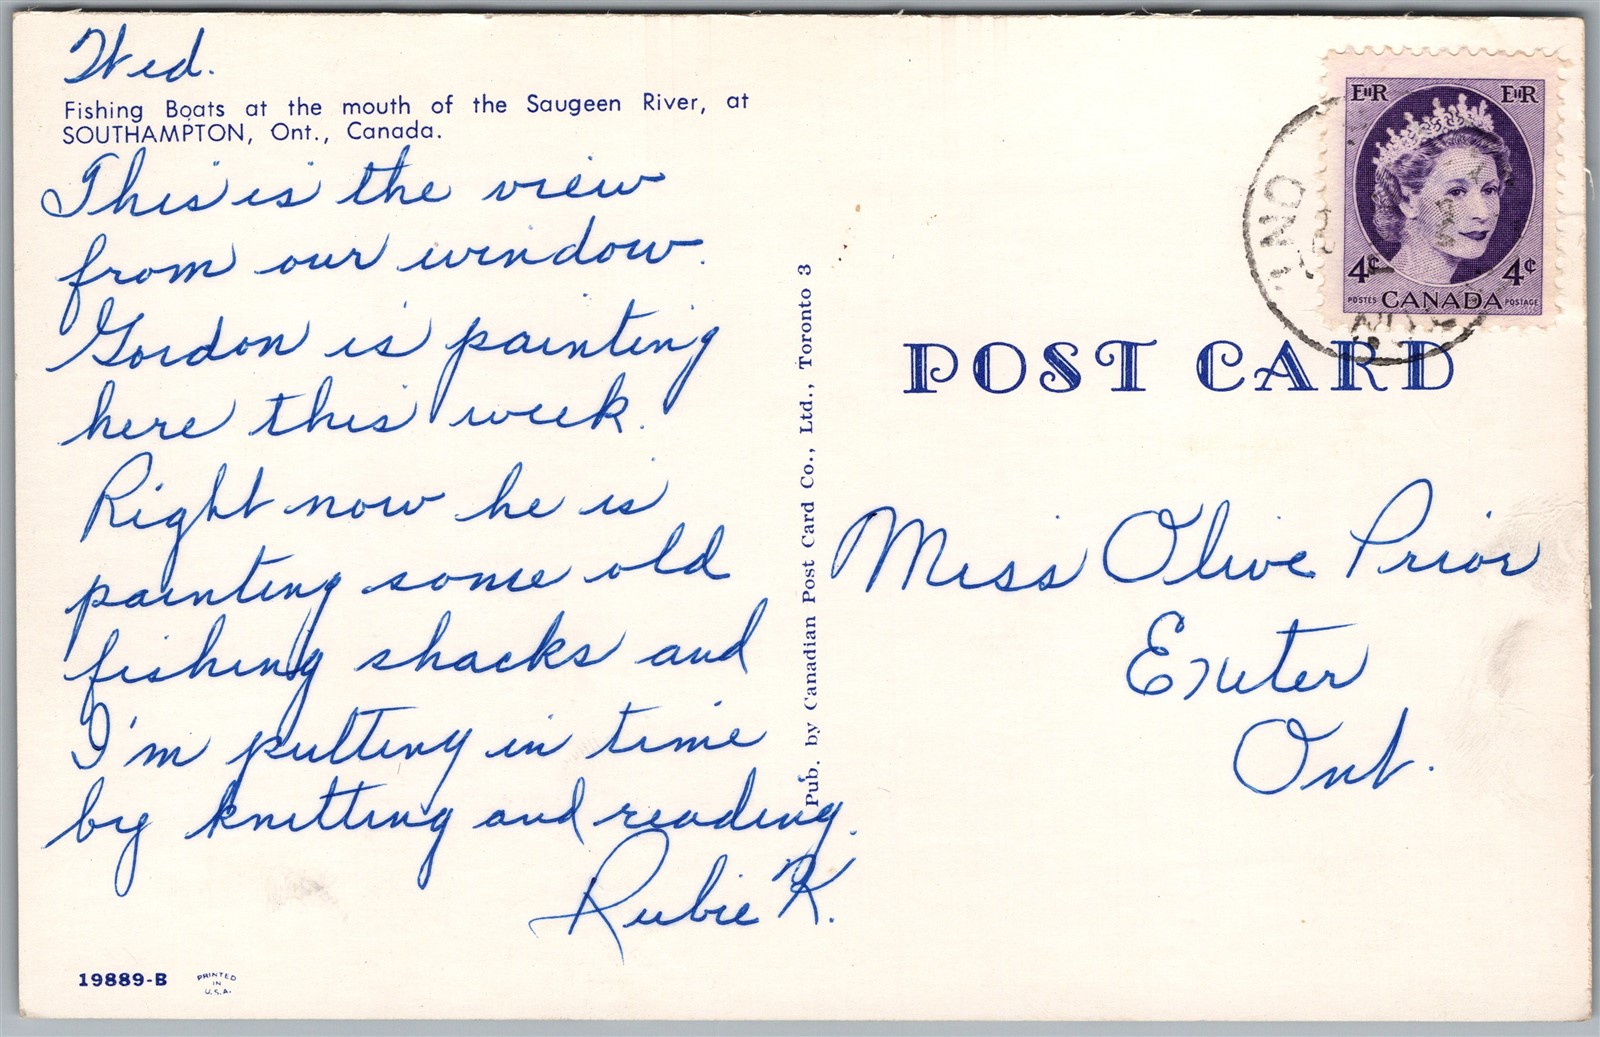 Wed.
Fishing Boats at the mouth of the Saugeen River, at
SOUTHAMPTON, Ont., Canada.
This is the view
from our window.
Gordon is painting
here this week.
Right now he is
painting some old
fishing shacks and
I'm putting in time
by knitting and reading.
Rubie K.
19889-B
PRINTED
IN
U.S.A.
Pub. by Canadian Post Card Co., Ltd., Toronto 3
EIIR EIIR
4¢ 4¢
POSTES CANADA POSTAGE
ONT
POST CARD
Miss Olive Prior
Exeter
Ont.